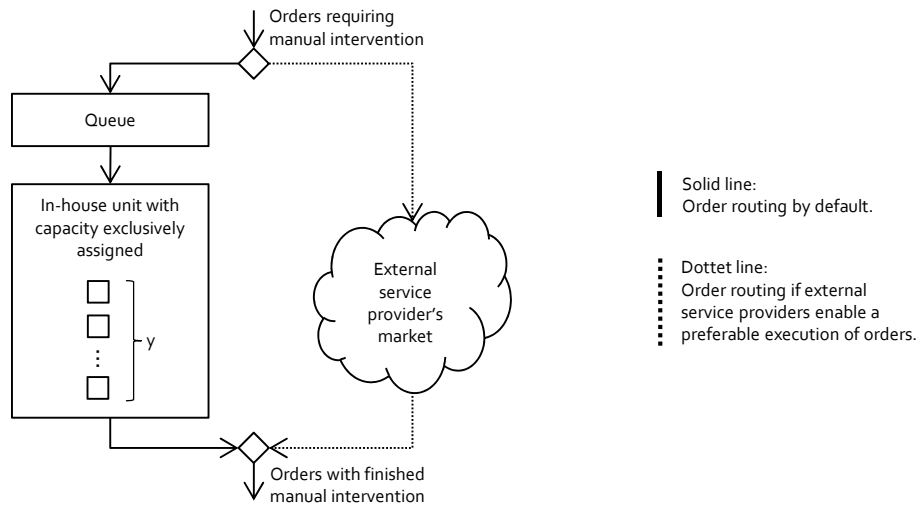 Orders requiring
manual intervention
Queue
In-house unit with
capacity exclusively
assigned
y
External
service
provider's
market
Orders with finished
manual intervention
Solid line:
Order routing by default.
Dottet line:
Order routing if external
service providers enable a
preferable execution of orders.